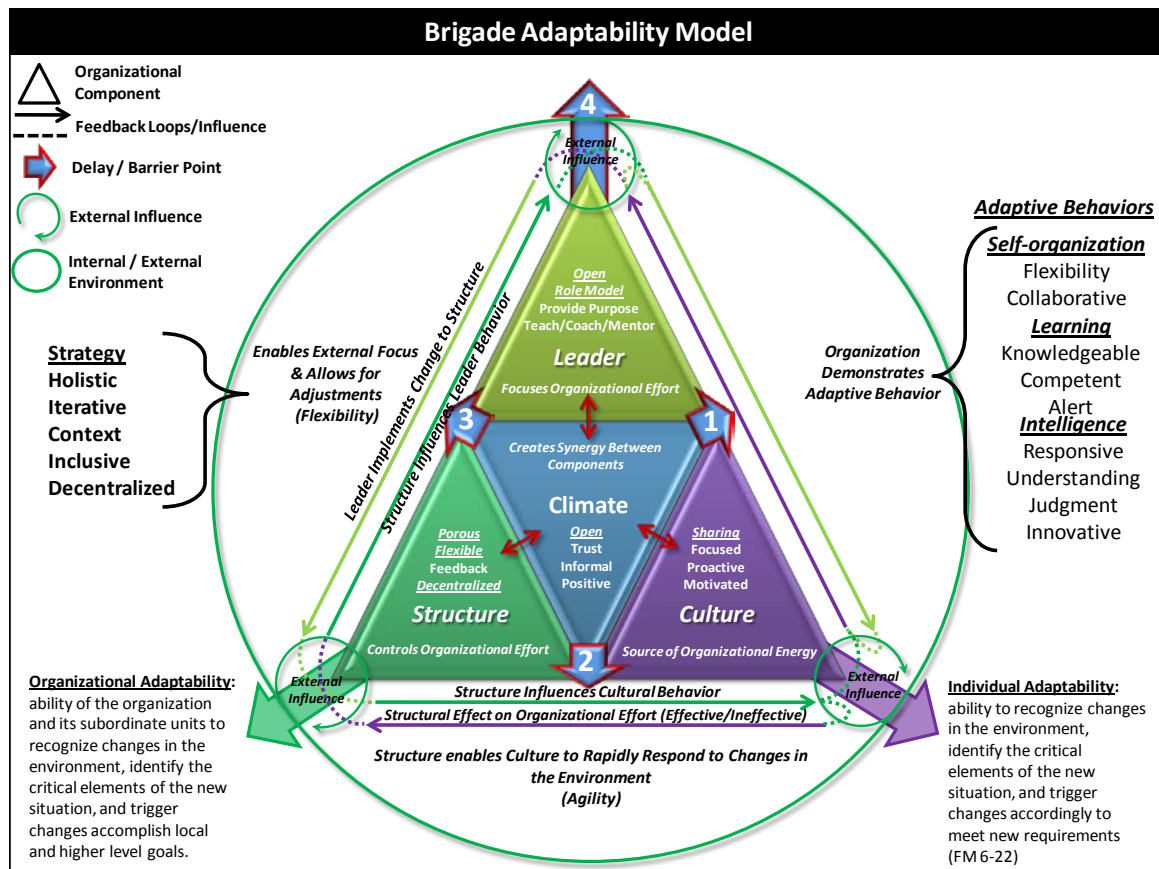 Brigade Adaptability Model
Organizational
Component
Feedback Loops/Influence
Delay / Barrier Point
External Influence
Internal / External
Environment
4
External
Influence
Leader Implements Change to Structure
Structure Influences Leader Behavior
Open
Role Model
Provide Purpose
Teach/Coach/Mentor
Leader
Focuses Organizational Effort
3
1
Creates Synergy Between
Components
Climate
Open
Trust
Informal
Positive
Porous
Flexible
Feedback
Decentralized
Structure
Controls Organizational Effort
Sharing
Focused
Proactive
Motivated
Culture
Source of Organizational Energy
2
Strategy
Holistic
Iterative
Context
Inclusive
Decentralized
Enables External Focus
& Allows for
Adjustments
(Flexibility)
Organization
Demonstrates
Adaptive Behavior
Adaptive Behaviors
Self-organization
Flexibility
Collaborative
Learning
Knowledgeable
Competent
Alert
Intelligence
Responsive
Understanding
Judgment
Innovative
External
Influence
External
Influence
Structure Influences Cultural Behavior
Structural Effect on Organizational Effort (Effective/Ineffective)
Structure enables Culture to Rapidly Respond to Changes in
the Environment
(Agility)
Organizational Adaptability:
ability of the organization
and its subordinate units to
recognize changes in the
environment, identify the
critical elements of the new
situation, and trigger
changes accomplish local
and higher level goals.
Individual Adaptability:
ability to recognize changes
in the environment,
identify the critical
elements of the new
situation, and trigger
changes accordingly to
meet new requirements
(FM 6-22)